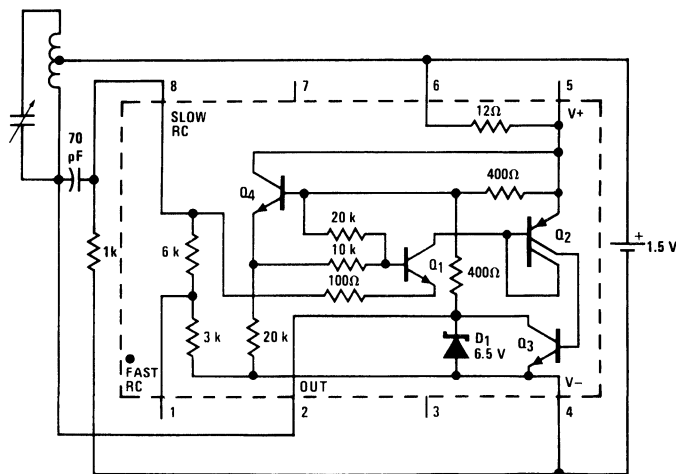 8
7
6
5
SLOW
RC
12Ω
V+
70
pF
Q4
400Ω
Q2
20 k
1k
6 k
10 k
Q1
400Ω
+
1.5 V
100Ω
3 k
20 k
D1
6.5 V
Q3
FAST
RC
OUT
V−
1
2
3
4